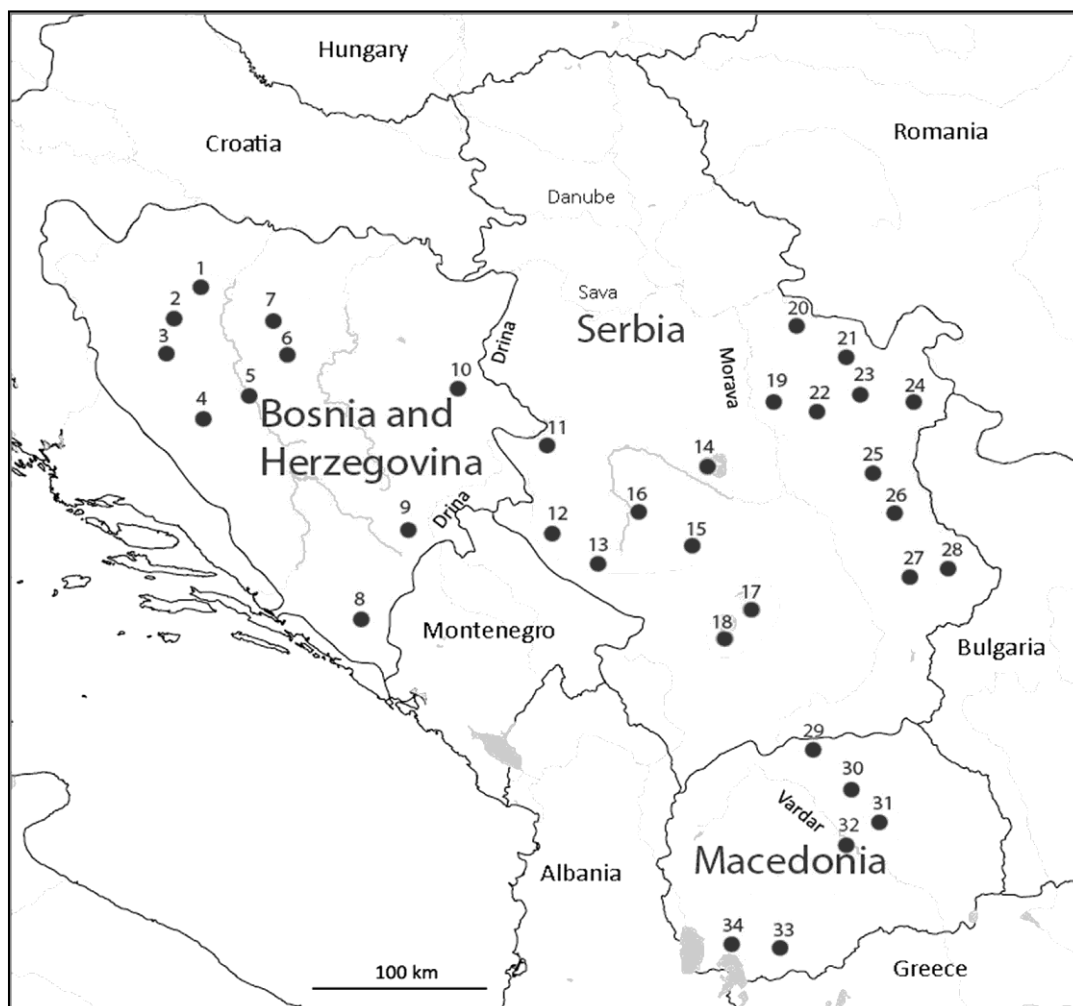 Hungary
Romania
Croatia
Danube
1
Sava
2
7
Serbia
20
Drina
3
6
21
Morava
10
19
23
24
5
22
4
Bosnia and
Herzegovina
11
14
25
16
26
9
Drina
12
15
13
27
28
8
17
Montenegro
18
Bulgaria
29
30
Vardar
31
32
Macedonia
Albania
34
33
100 km
Greece